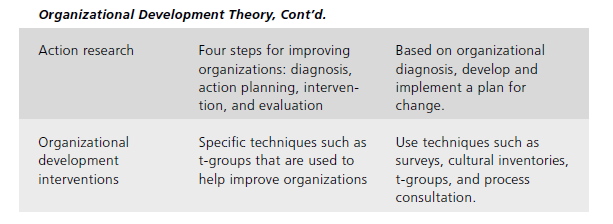 Organizational Development Theory, Cont’d.
Action research
Four steps for improving
organizations: diagnosis,
action planning, interven-
tion, and evaluation
Based on organizational
diagnosis, develop and
implement a plan for
change.
Organizational
development
interventions
Specific techniques such as
t-groups that are used to
help improve organizations
Use techniques such as
surveys, cultural inventories,
t-groups, and process
consultation.